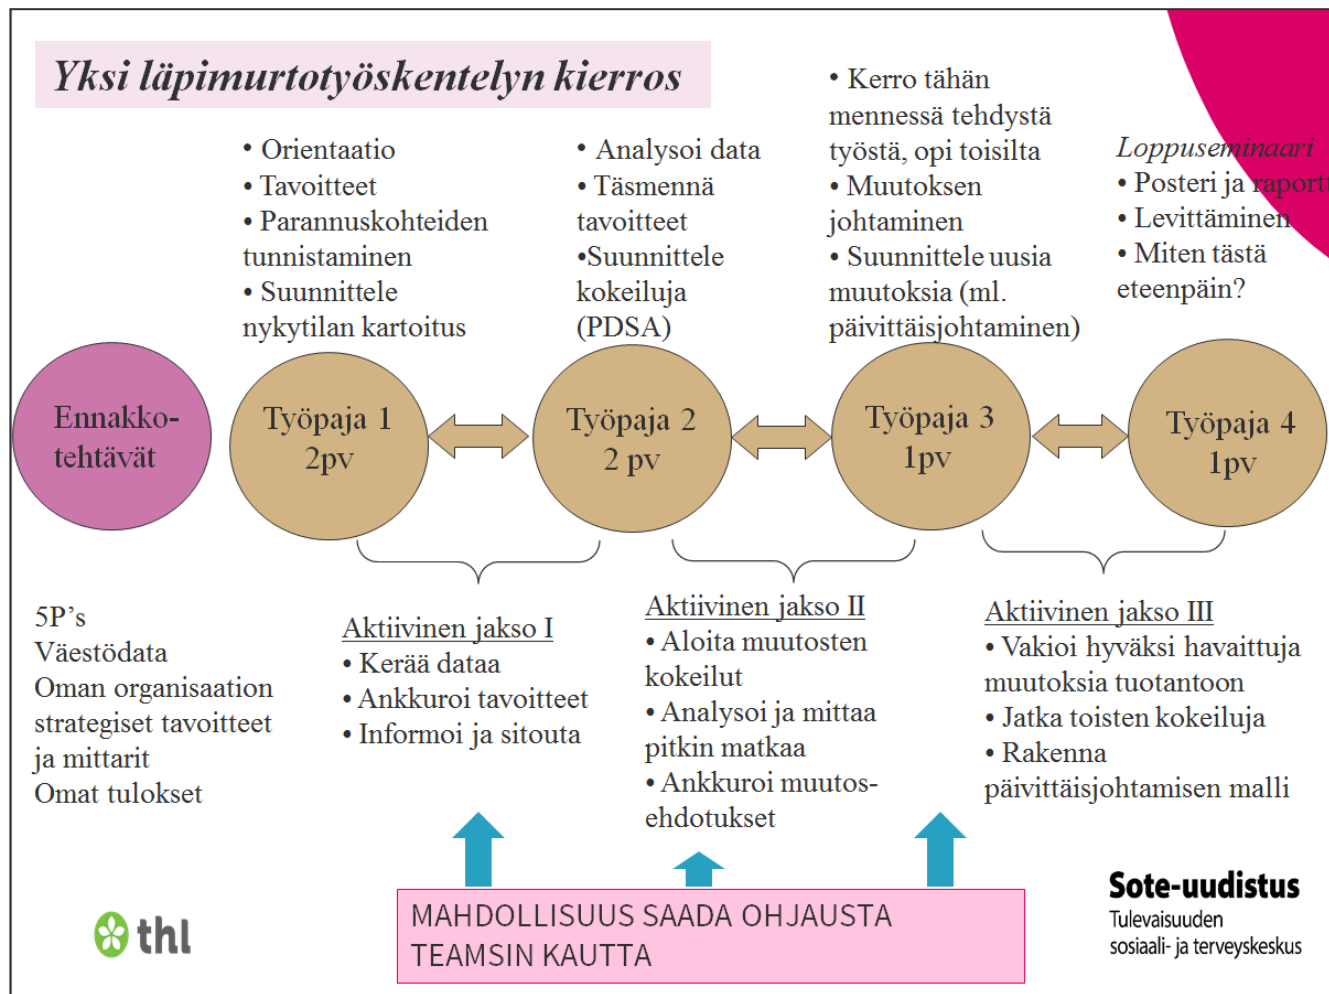 Yksi läpimurtotyöskentelyn kierros
• Orientaatio
• Tavoitteet
• Parannuskohteiden
tunnistaminen
• Suunnittele
nykytilan kartoitus
• Analysoi data
• Täsmennä
tavoitteet
•Suunnittele
kokeiluja
(PDSA)
• Kerro tähän
mennessä tehdystä
työstä, opi toisilta
• Muutoksen
johtaminen
• Suunnittele uusia
muutoksia (ml.
päivittäisjohtaminen)
Loppuseminaari
• Posteri ja raportt
• Levittäminen
• Miten tästä
eteenpäin?
Ennakko-
tehtävät
Työpaja 1
2pv
Työpaja 2
2 pv
Työpaja 3
1pv
Työpaja 4
1pv
5P’s
Väestödata
Oman organisaation
strategiset tavoitteet
ja mittarit
Omat tulokset
Aktiivinen jakso I
• Kerää dataa
• Ankkuroi tavoitteet
• Informoi ja sitouta
Aktiivinen jakso II
• Aloita muutosten
kokeilut
• Analysoi ja mittaa
pitkin matkaa
• Ankkuroi muutos-
ehdotukset
Aktiivinen jakso III
• Vakioi hyväksi havaittuja
muutoksia tuotantoon
• Jatka toisten kokeiluja
• Rakenna
päivittäisjohtamisen malli
MAHDOLLISUUS SAADA OHJAUSTA
TEAMSIN KAUTTA
thl
Sote-uudistus
Tulevaisuuden
sosiaali- ja terveyskeskus